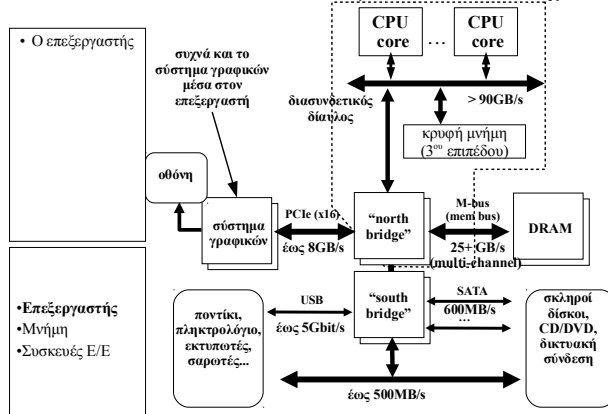 • Ο επεξεργαστής
•Επεξεργαστής
•Μνήμη
•Συσκευές Ε/Ε
συχνά και το
σύστημα γραφικών
μέσα στον
επεξεργαστή
CPU
core
...
CPU
core
διασυνδετικός
δίαυλος
> 90GB/s
κρυφή μνήμη
(3ου επιπέδου)
οθόνη
σύστημα
γραφικών
PCIe (x16)
έως 8GB/s
“north
bridge”
M-bus
(mem bus)
25+ GB/s
(multi-channel)
DRAM
ποντίκι,
πληκτρολόγιο,
εκτυπωτές,
σαρωτές...
USB
έως 5Gbit/s
“south
bridge”
SATA
600MB/s
...
σκληροί
δίσκοι,
CD/DVD,
δικτυακή
σύνδεση
έως 500MB/s